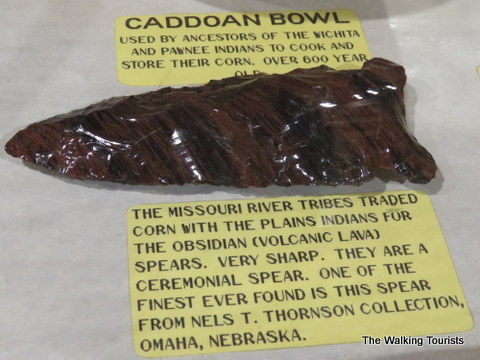 CADDOAN BOWL
USED BY ANCESTORS OF THE WICHITA
AND PAWNEE INDIANS TO COOK AND
STORE THEIR CORN. OVER 600 YEAR
OLD
THE MISSOURI RIVER TRIBES TRADED
CORN WITH THE PLAINS INDIANS FOR
THE OBSIDIAN (VOLCANIC LAVA)
SPEARS. VERY SHARP. THEY ARE A
CEREMONIAL SPEAR. ONE OF THE
FINEST EVER FOUND IS THIS SPEAR
FROM NELS T. THORNSON COLLECTION,
OMAHA, NEBRASKA.
The Walking Tourists